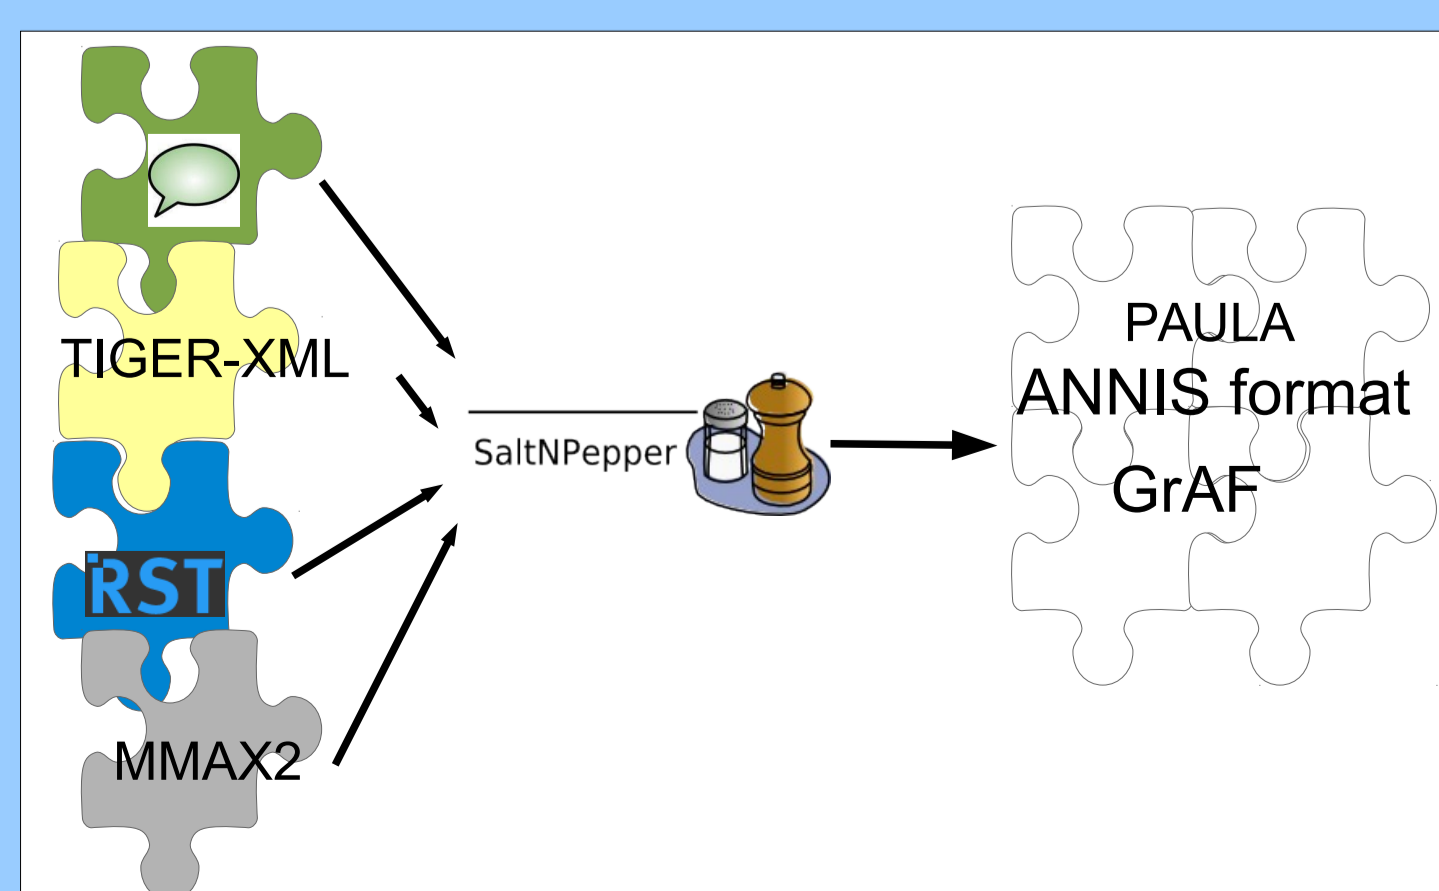 TIGER-XML
RST
MMAX2
SaltNPepper
PAULA
ANNIS format
GrAF